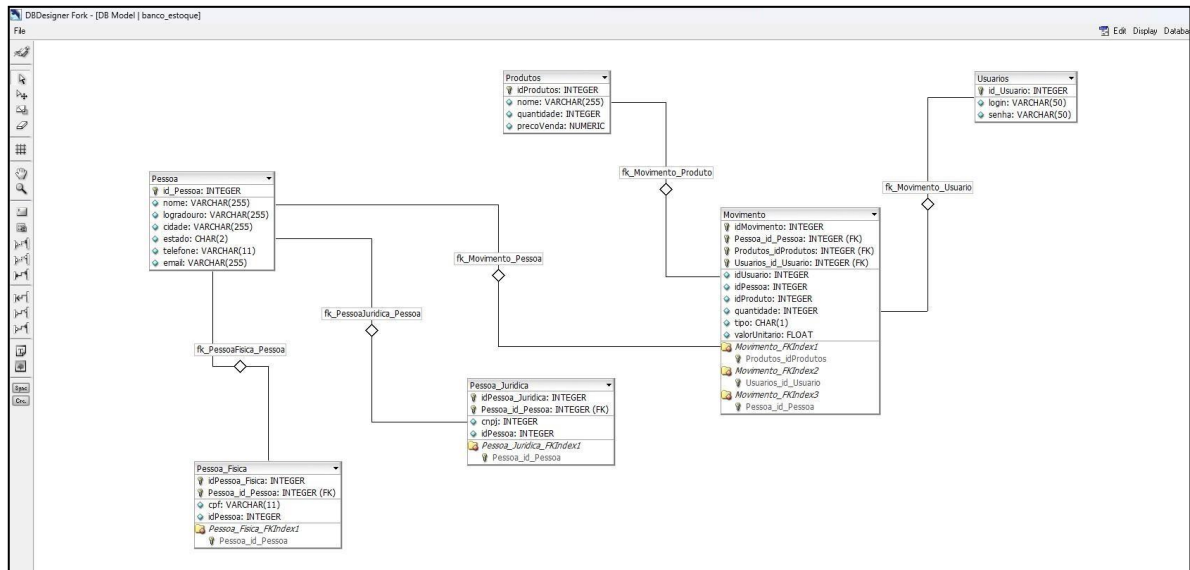 DBDesigner Fork - [DB Model | banco_estoque]
File
Edit Display Databa
Produtos
idProdutos: INTEGER
nome: VARCHAR(255)
quantidade: INTEGER
precoVenda: NUMERIC
Usuarios
id_Usuario: INTEGER
login: VARCHAR(50)
senha: VARCHAR(50)
fk_Movimento_Produto
fk_Movimento_Usuario
Pessoa
id_Pessoa: INTEGER
nome: VARCHAR(255)
logradouro: VARCHAR(255)
cidade: VARCHAR(255)
estado: CHAR(2)
telefone: VARCHAR(11)
email: VARCHAR(255)
fk_Movimento_Pessoa
Movimento
idMovimento: INTEGER
Pessoa_id_Pessoa: INTEGER (FK)
Produtos_idProdutos: INTEGER (FK)
Usuarios_id_Usuario: INTEGER (FK)
idUsuario: INTEGER
idPessoa: INTEGER
idProduto: INTEGER
quantidade: INTEGER
tipo: CHAR(1)
valorUnitario: FLOAT
Movimento_FKIndex1
Produtos_idProdutos
Movimento_FKIndex2
Usuarios_id_Usuario
Movimento_FKIndex3
Pessoa_id_Pessoa
fk_PessoaJuridica_Pessoa
fk_PessoaFisica_Pessoa
Pessoa_Juridica
idPessoa_Juridica: INTEGER
Pessoa_id_Pessoa: INTEGER (FK)
cnpj: INTEGER
idPessoa: INTEGER
Pessoa_Juridica_FKIndex1
Pessoa_id_Pessoa
Pessoa_Fisica
idPessoa_Fisica: INTEGER
Pessoa_id_Pessoa: INTEGER (FK)
cpf: VARCHAR(11)
idPessoa: INTEGER
Pessoa_Fisica_FKIndex1
Pessoa_id_Pessoa
Sync